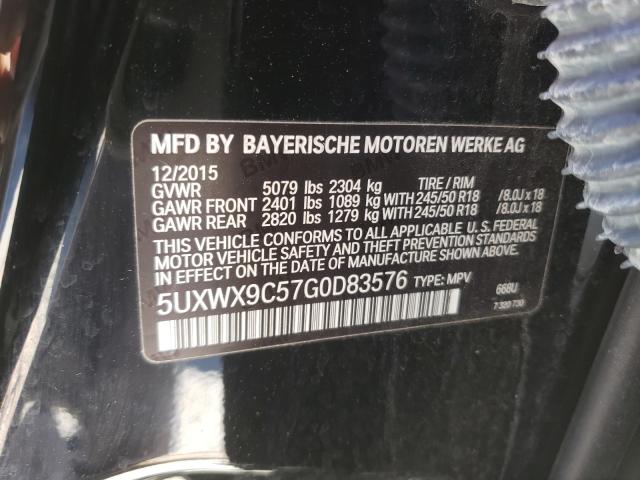 MFD BY BAYERISCHE MOTOREN WERKE AG
12/2015
GVWR 5079 lbs 2304 kg TIRE / RIM
GAWR FRONT 2401 lbs 1089 kg WITH 245/50 R18 /8.0J x 18
GAWR REAR 2820 lbs 1279 kg WITH 245/50 R18 /8.0J x 18
THIS VEHICLE CONFORMS TO ALL APPLICABLE U.S. FEDERAL
MOTOR VEHICLE SAFETY AND THEFT PREVENTION STANDARDS
IN EFFECT ON THE DATE OF MANUFACTURE SHOWN ABOVE.
5UXWX9C57G0D83576 TYPE: MPV
668U
7 320 730